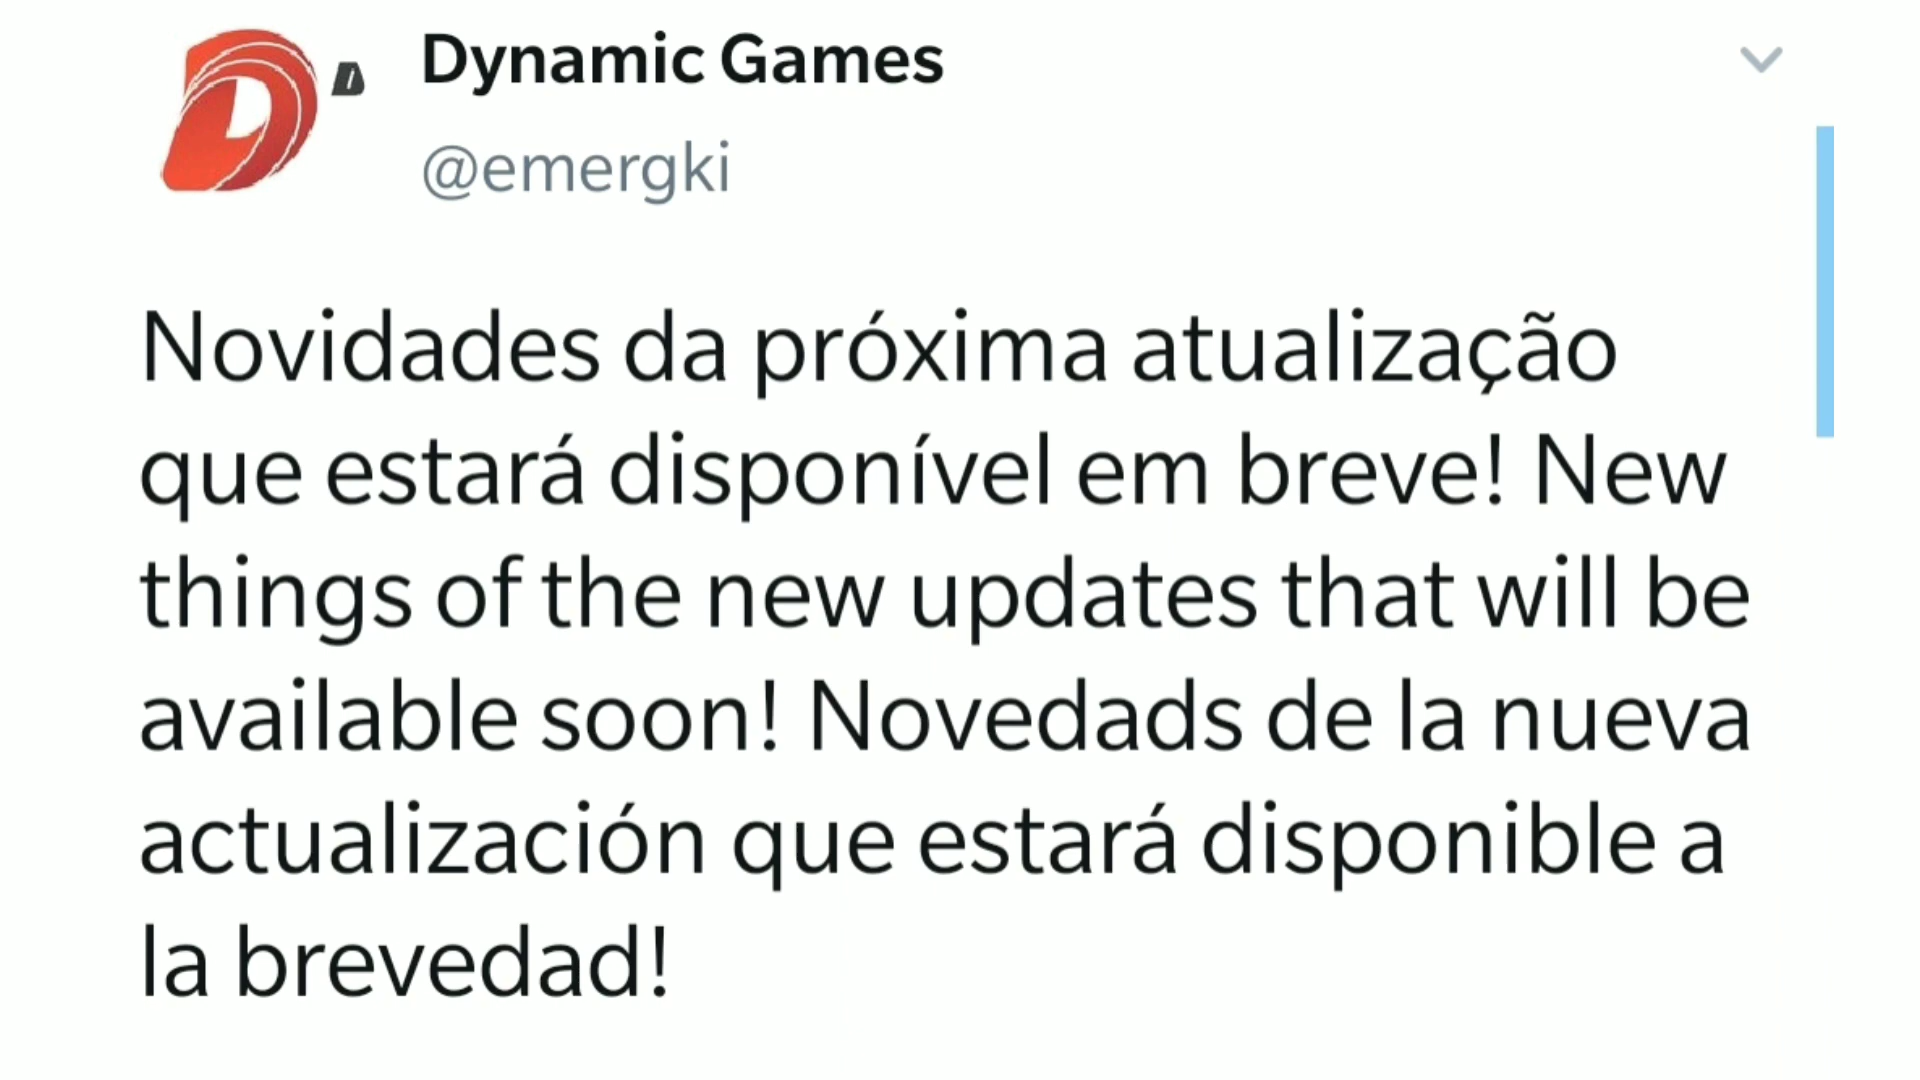 Dynamic Games
@emergki
Novidades da próxima atualização
que estará disponível em breve! New
things of the new updates that will be
available soon! Novedads de la nueva
actualización que estará disponible a
la brevedad!